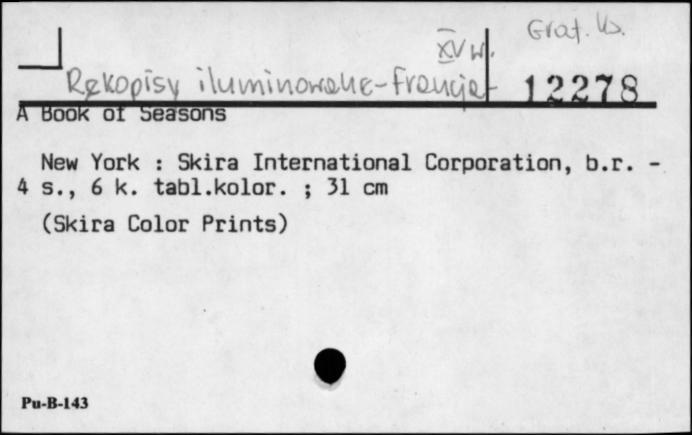 Graf. Ks.
XV w.
Rękopisy iluminowane - Francja
12278
A Book of Seasons
New York : Skira International Corporation, b.r. -
4 s., 6 k. tabl.kolor. ; 31 cm
(Skira Color Prints)
Pu-B-143